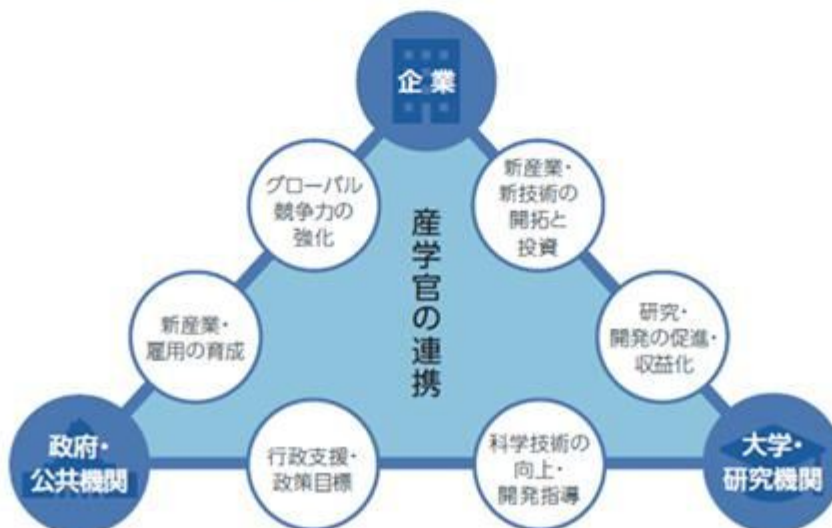 企業
グローバル
競争力の
強化
新産業・
新技術の
開拓と
投資
産学官の連携
新産業・
雇用の育成
研究・
開発の促進・
収益化
政府・
公共機関
行政支援・
政策目標
科学技術の
向上・
開発指導
大学・
研究機関